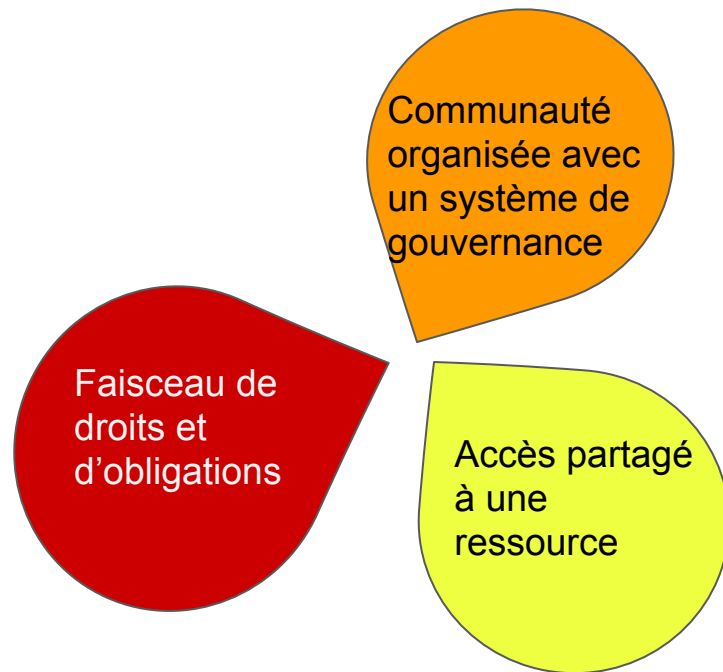 Communauté
organisée avec
un système de
gouvernance
Faisceau de
droits et
d’obligations
Accès partagé
à une
ressource